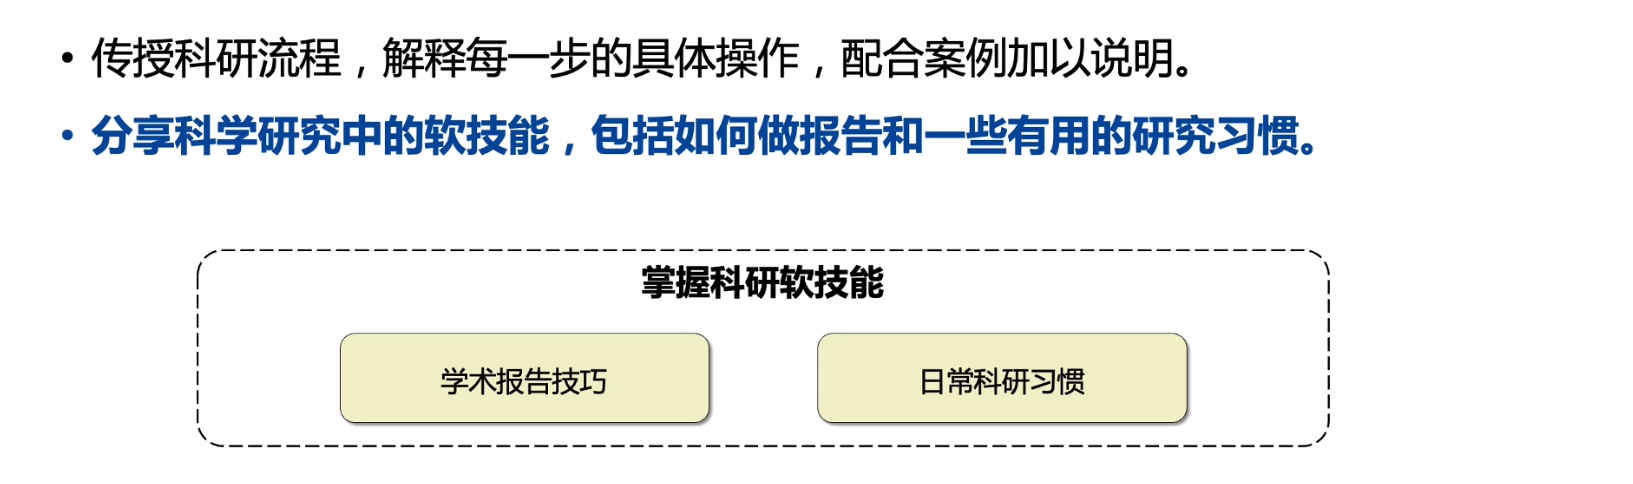 • 传授科研流程，解释每一步的具体操作，配合案例加以说明。
• 分享科学研究中的软技能，包括如何做报告和一些有用的研究习惯。
掌握科研软技能
学术报告技巧
日常科研习惯